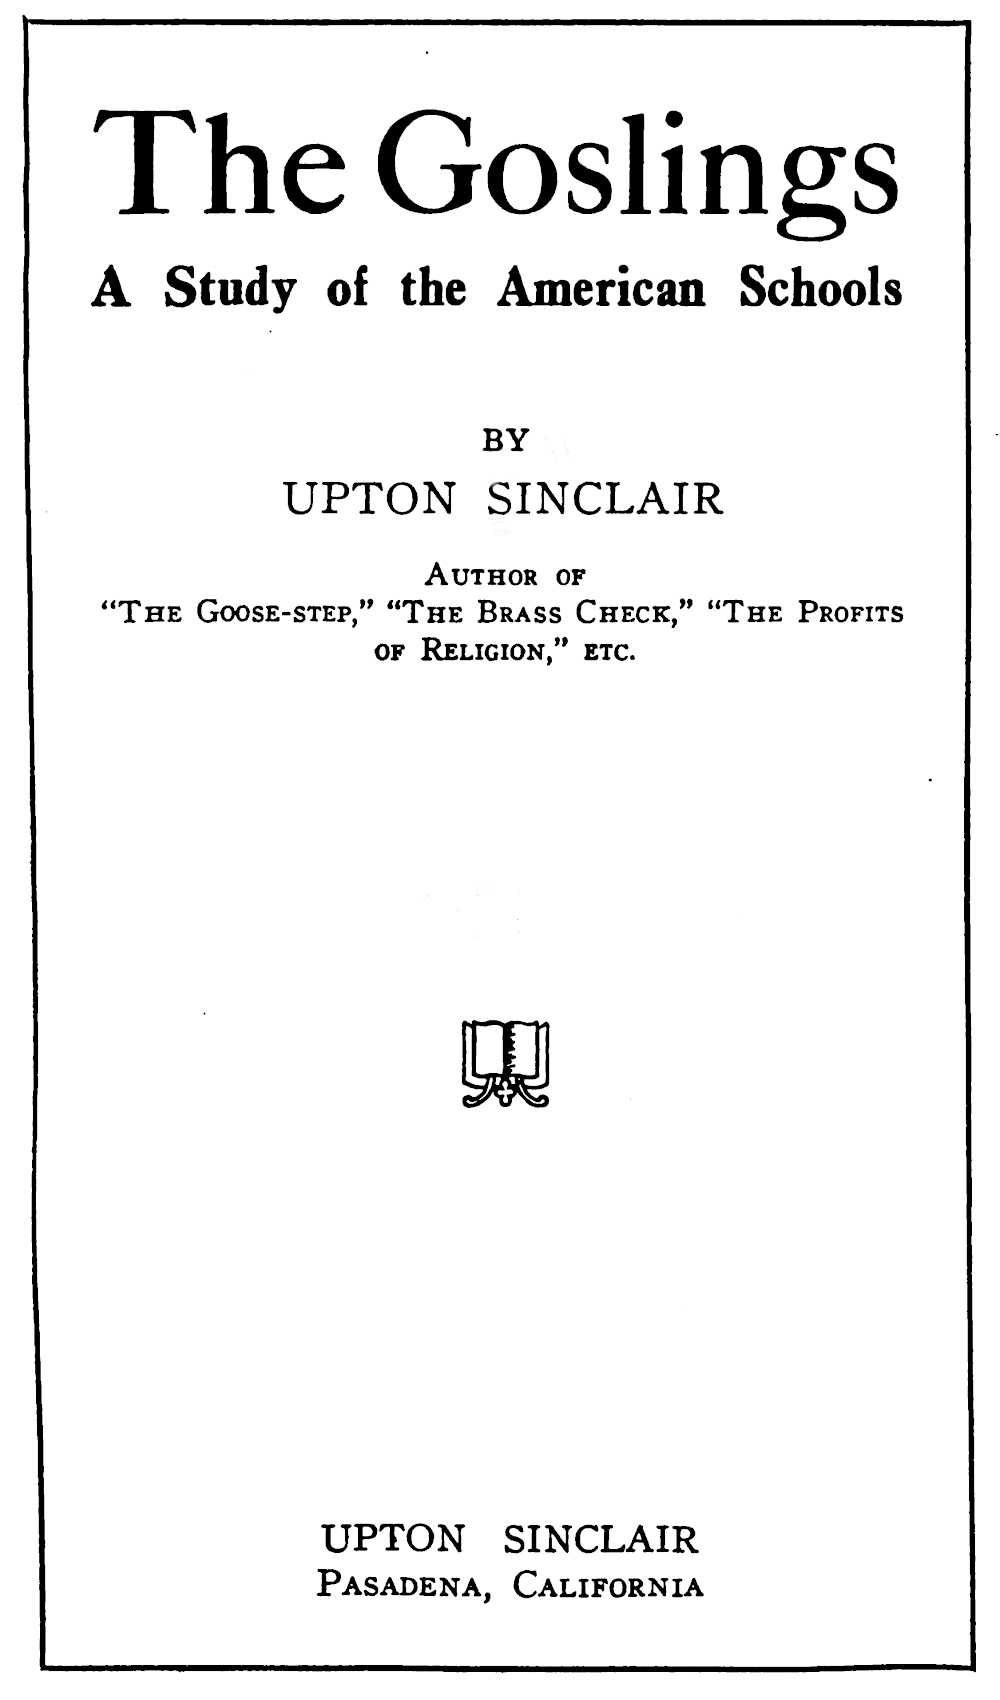 The Goslings
A Study of the American Schools
BY
UPTON SINCLAIR
AUTHOR OF
“THE GOOSE-STEP,” “THE BRASS CHECK,” “THE PROFITS
OF RELIGION,” ETC.
UPTON SINCLAIR
PASADENA, CALIFORNIA